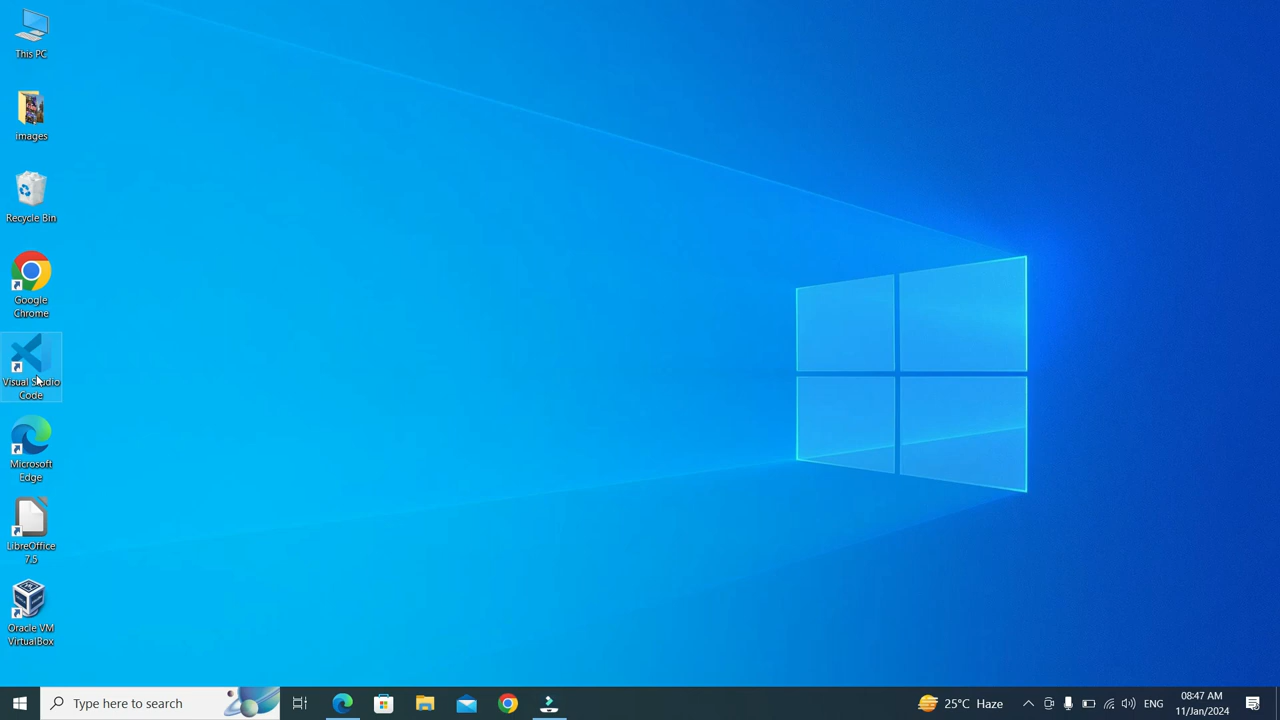 This PC
images
Recycle Bin
Google
Chrome
Visual Studio
Code
Microsoft
Edge
LibreOffice
7.5
Oracle VM
VirtualBox
Type here to search
25°C Haze
ENG
08:47 AM
11/Jan/2024